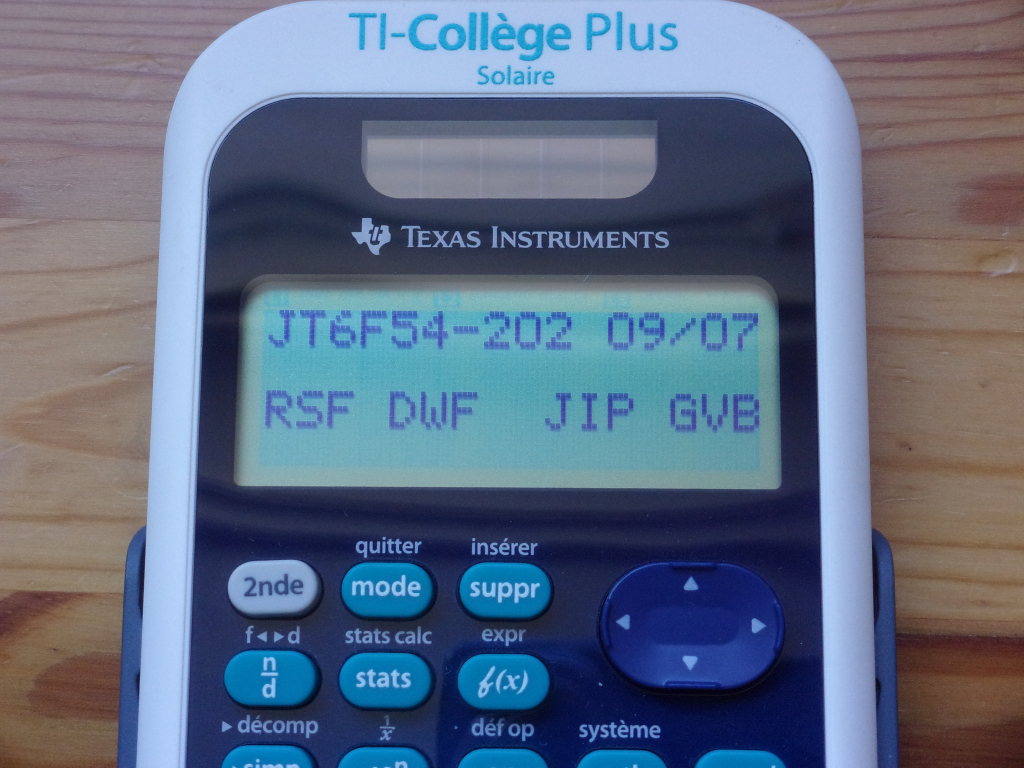 TI-Collège Plus
Solaire
TEXAS INSTRUMENTS
JT6F54-202 09/07
RSF DWF JIP GVB
quitter insérer
2nde mode suppr
f◄►d stats calc expr
n/d stats f(x)
► décomp 1/x déf op système